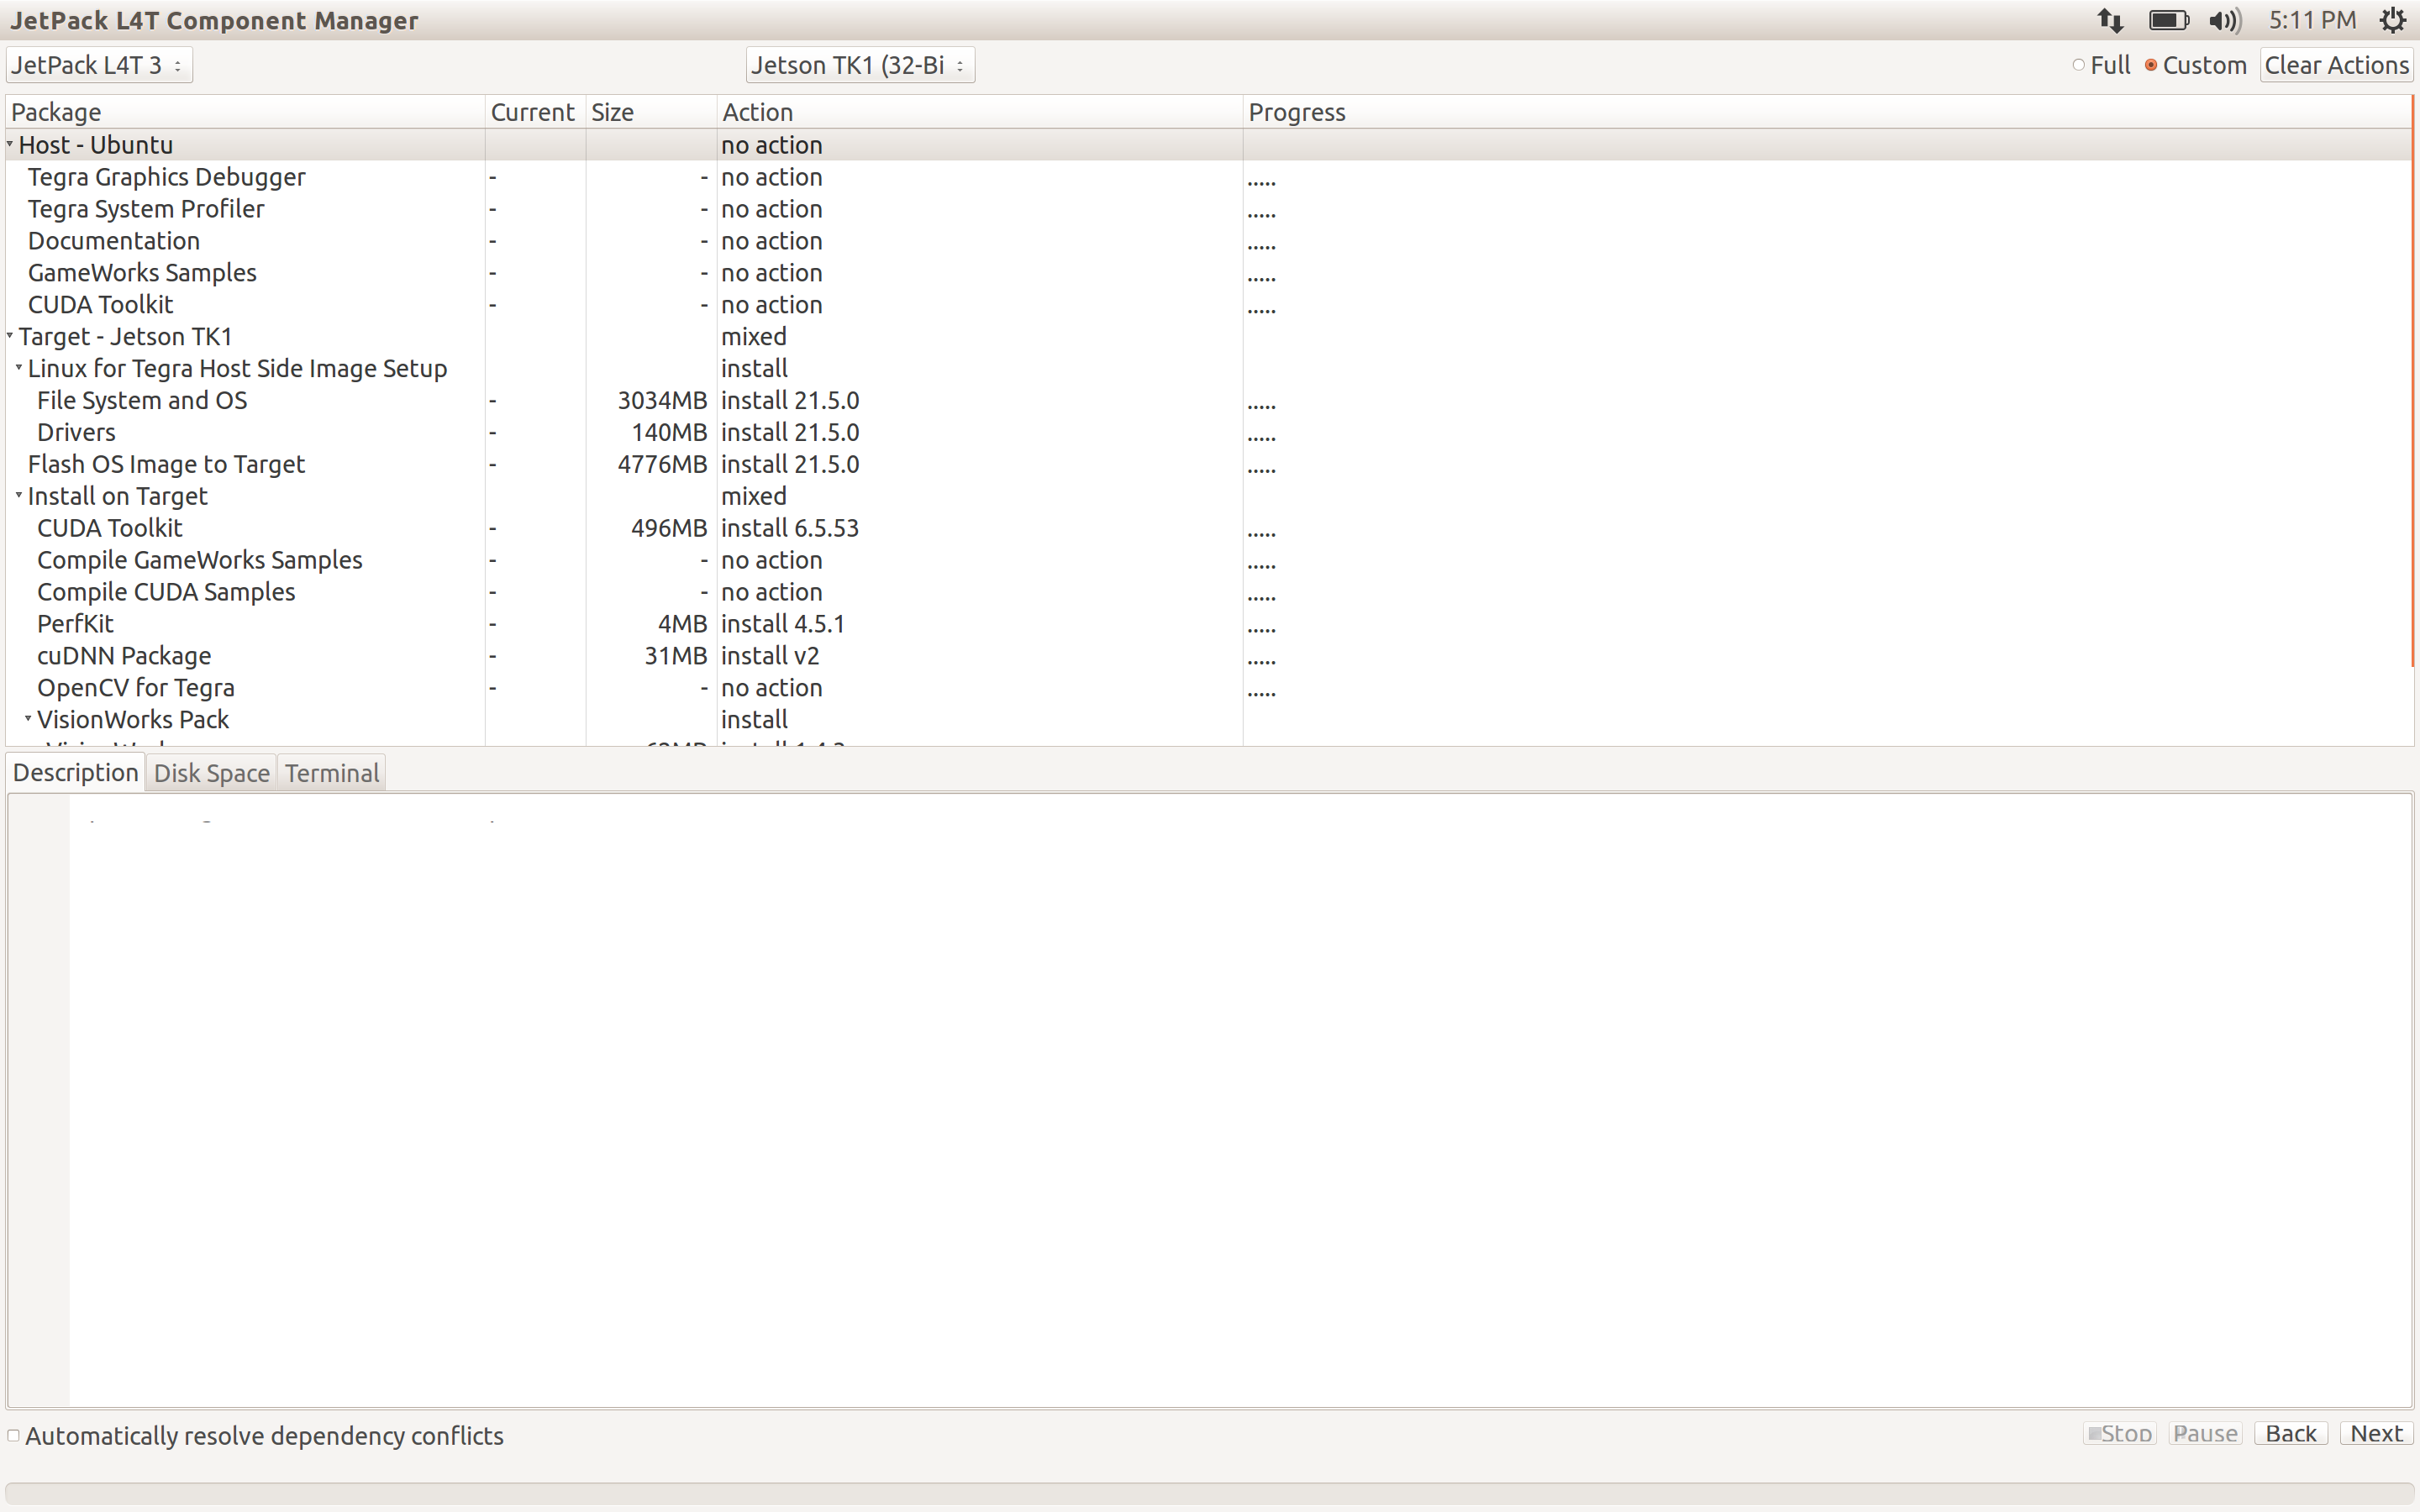 JetPack L4T Component Manager 5:11 PM
JetPack L4T 3 Jetson TK1 (32-Bi Full Custom Clear Actions
Package Current Size Action Progress
Host - Ubuntu no action
Tegra Graphics Debugger - - no action .....
Tegra System Profiler - - no action .....
Documentation - - no action .....
GameWorks Samples - - no action .....
CUDA Toolkit - - no action .....
Target - Jetson TK1 mixed
Linux for Tegra Host Side Image Setup install
File System and OS - 3034MB install 21.5.0 .....
Drivers - 140MB install 21.5.0 .....
Flash OS Image to Target - 4776MB install 21.5.0 .....
Install on Target mixed
CUDA Toolkit - 496MB install 6.5.53 .....
Compile GameWorks Samples - - no action .....
Compile CUDA Samples - - no action .....
PerfKit - 4MB install 4.5.1 .....
cuDNN Package - 31MB install v2 .....
OpenCV for Tegra - - no action .....
VisionWorks Pack install
Description Disk Space Terminal
Automatically resolve dependency conflicts Stop Pause Back Next